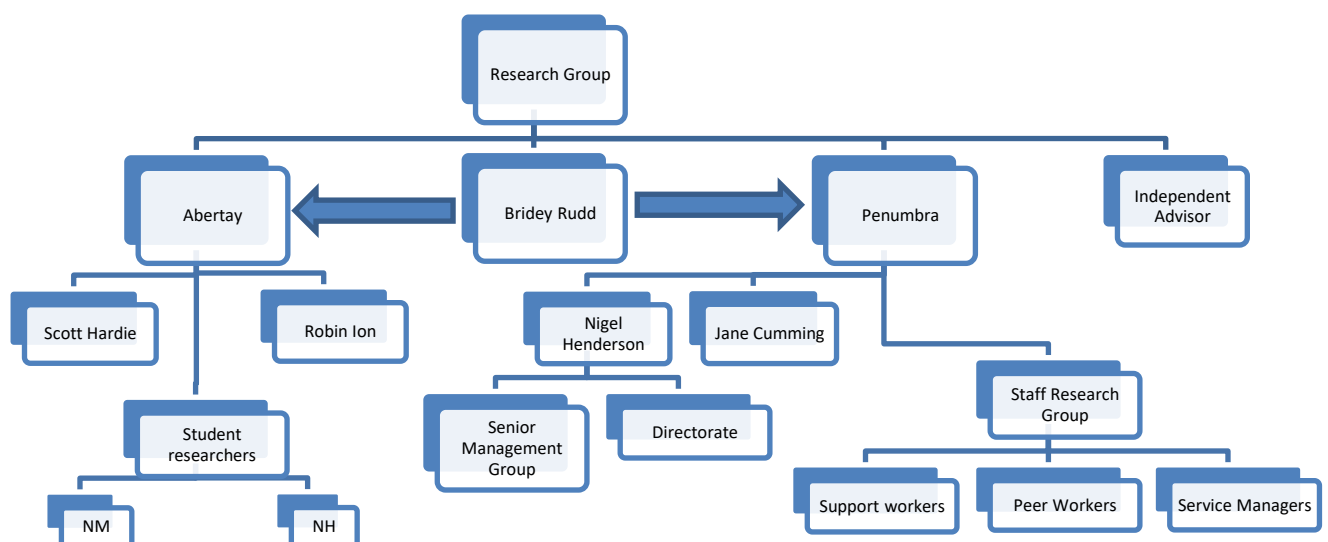 Research Group
Abertay
Bridey Rudd
Penumbra
Independent
Advisor
Scott Hardie
Robin Ion
Nigel
Henderson
Jane Cumming
Student
researchers
Senior
Management
Group
Directorate
Staff Research
Group
NM
NH
Support workers
Peer Workers
Service Managers